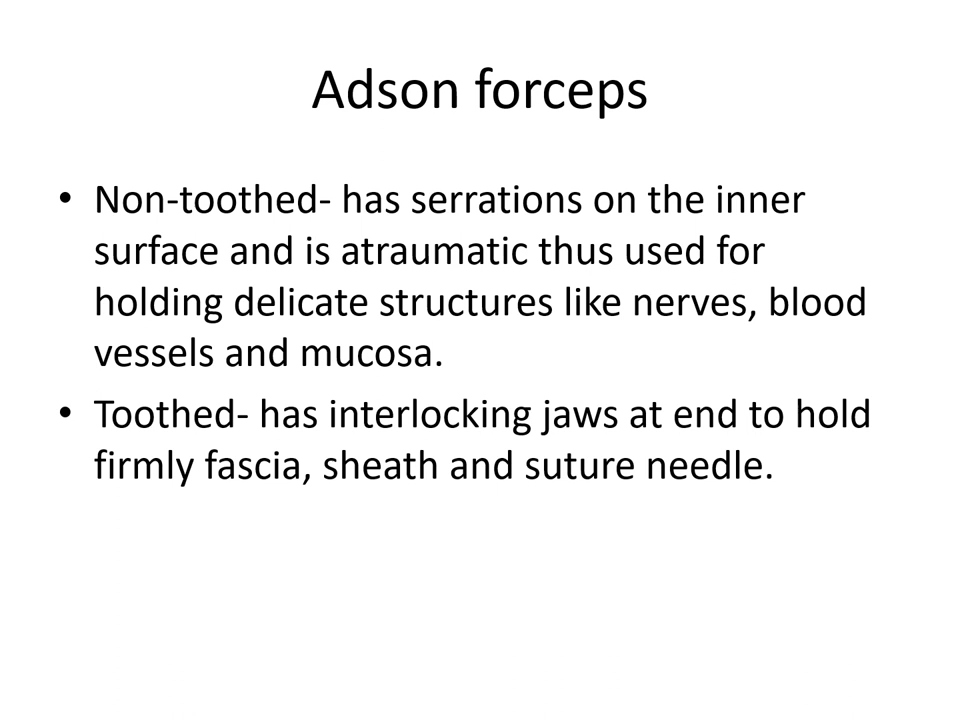 Adson forceps
• Non-toothed- has serrations on the inner
surface and is atraumatic thus used for
holding delicate structures like nerves, blood
vessels and mucosa.
• Toothed- has interlocking jaws at end to hold
firmly fascia, sheath and suture needle.